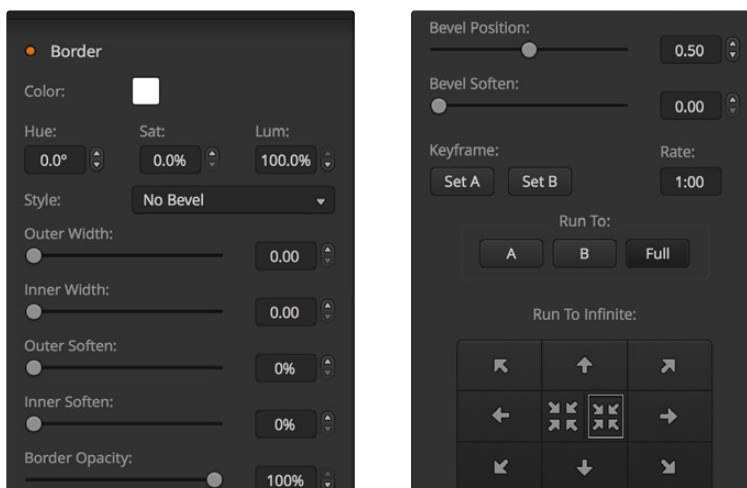 Border
Color:
Hue: Sat: Lum:
0.0° 0.0% 100.0%
Style: No Bevel
Outer Width:
0.00
Inner Width:
0.00
Outer Soften:
0%
Inner Soften:
0%
Border Opacity:
100%
Bevel Position:
0.50
Bevel Soften:
0.00
Keyframe: Rate:
Set A Set B 1:00
Run To:
A B Full
Run To Infinite: